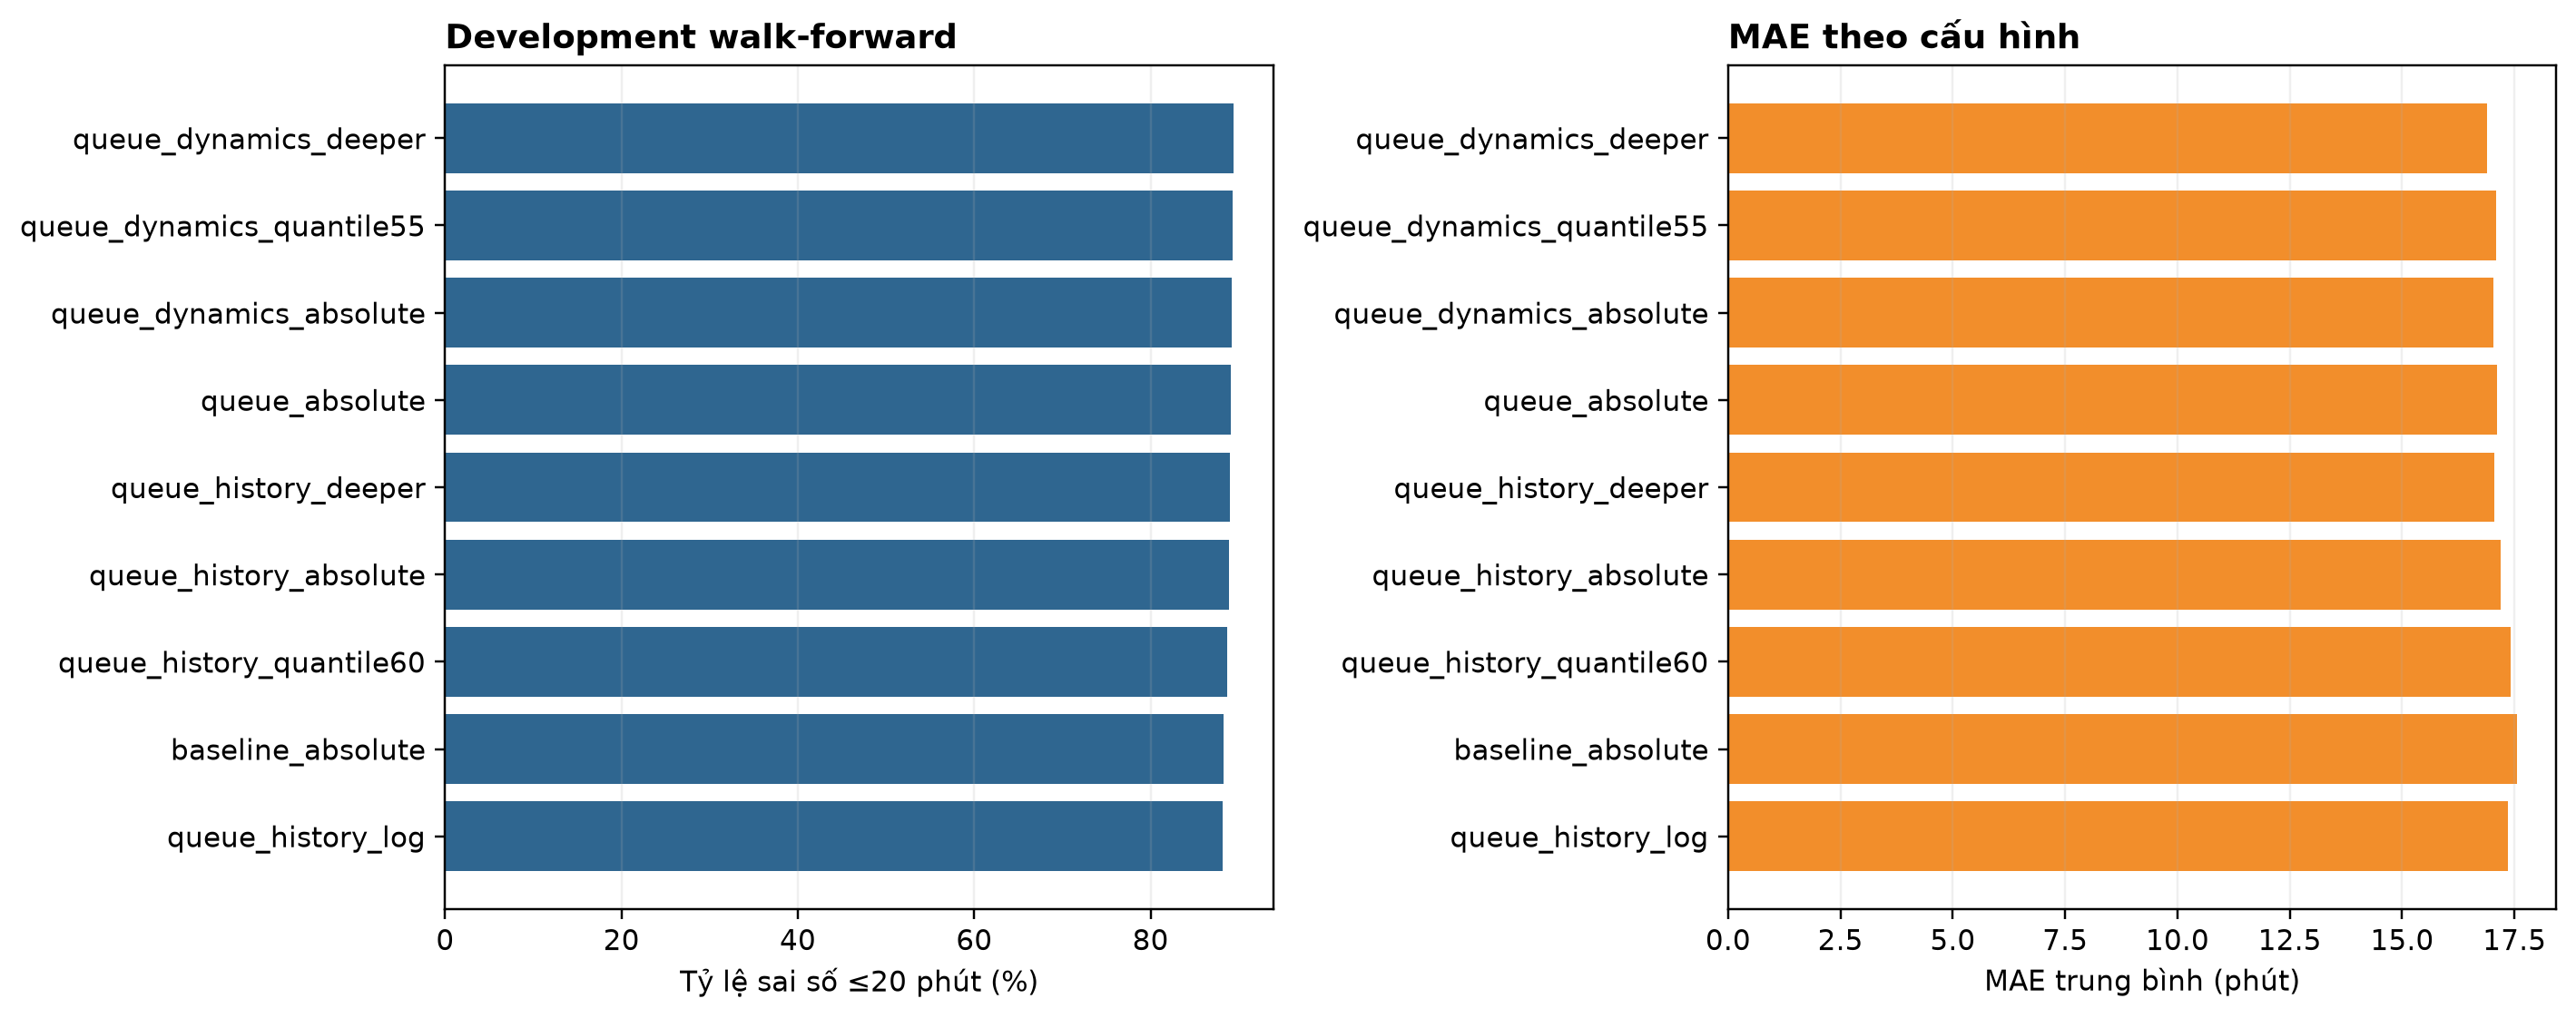 Development walk-forward
queue_dynamics_deeper
queue_dynamics_quantile55
queue_dynamics_absolute
queue_absolute
queue_history_deeper
queue_history_absolute
queue_history_quantile60
baseline_absolute
queue_history_log
0 20 40 60 80
Tỷ lệ sai số ≤20 phút (%)
MAE theo cấu hình
queue_dynamics_deeper
queue_dynamics_quantile55
queue_dynamics_absolute
queue_absolute
queue_history_deeper
queue_history_absolute
queue_history_quantile60
baseline_absolute
queue_history_log
0.0 2.5 5.0 7.5 10.0 12.5 15.0 17.5
MAE trung bình (phút)